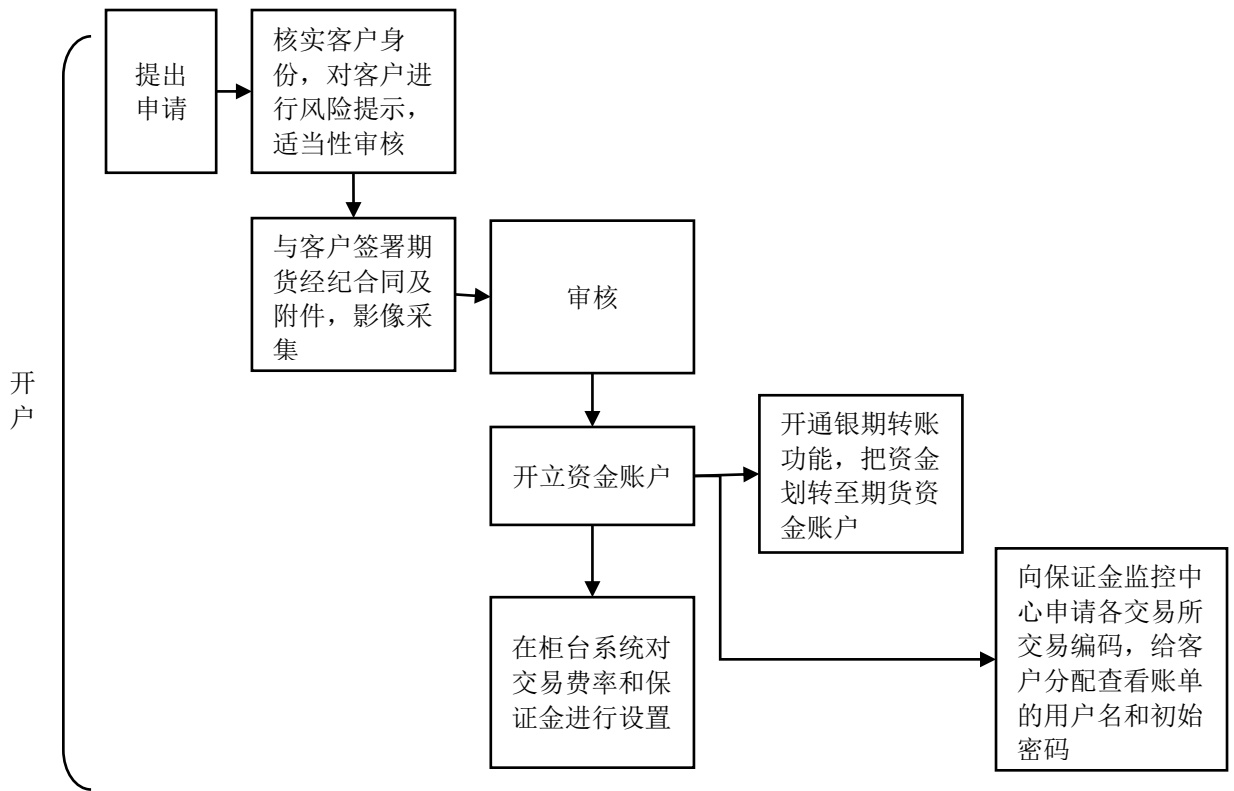 开
户
提出
申请
核实客户身
份，对客户进
行风险提示，
适当性审核
与客户签署期
货经纪合同及
附件，影像采
集
审核
开立资金账户
开通银期转账
功能，把资金
划转至期货资
金账户
在柜台系统对
交易费率和保
证金进行设置
向保证金监控中
心申请各交易所
交易编码，给客
户分配查看账单
的用户名和初始
密码